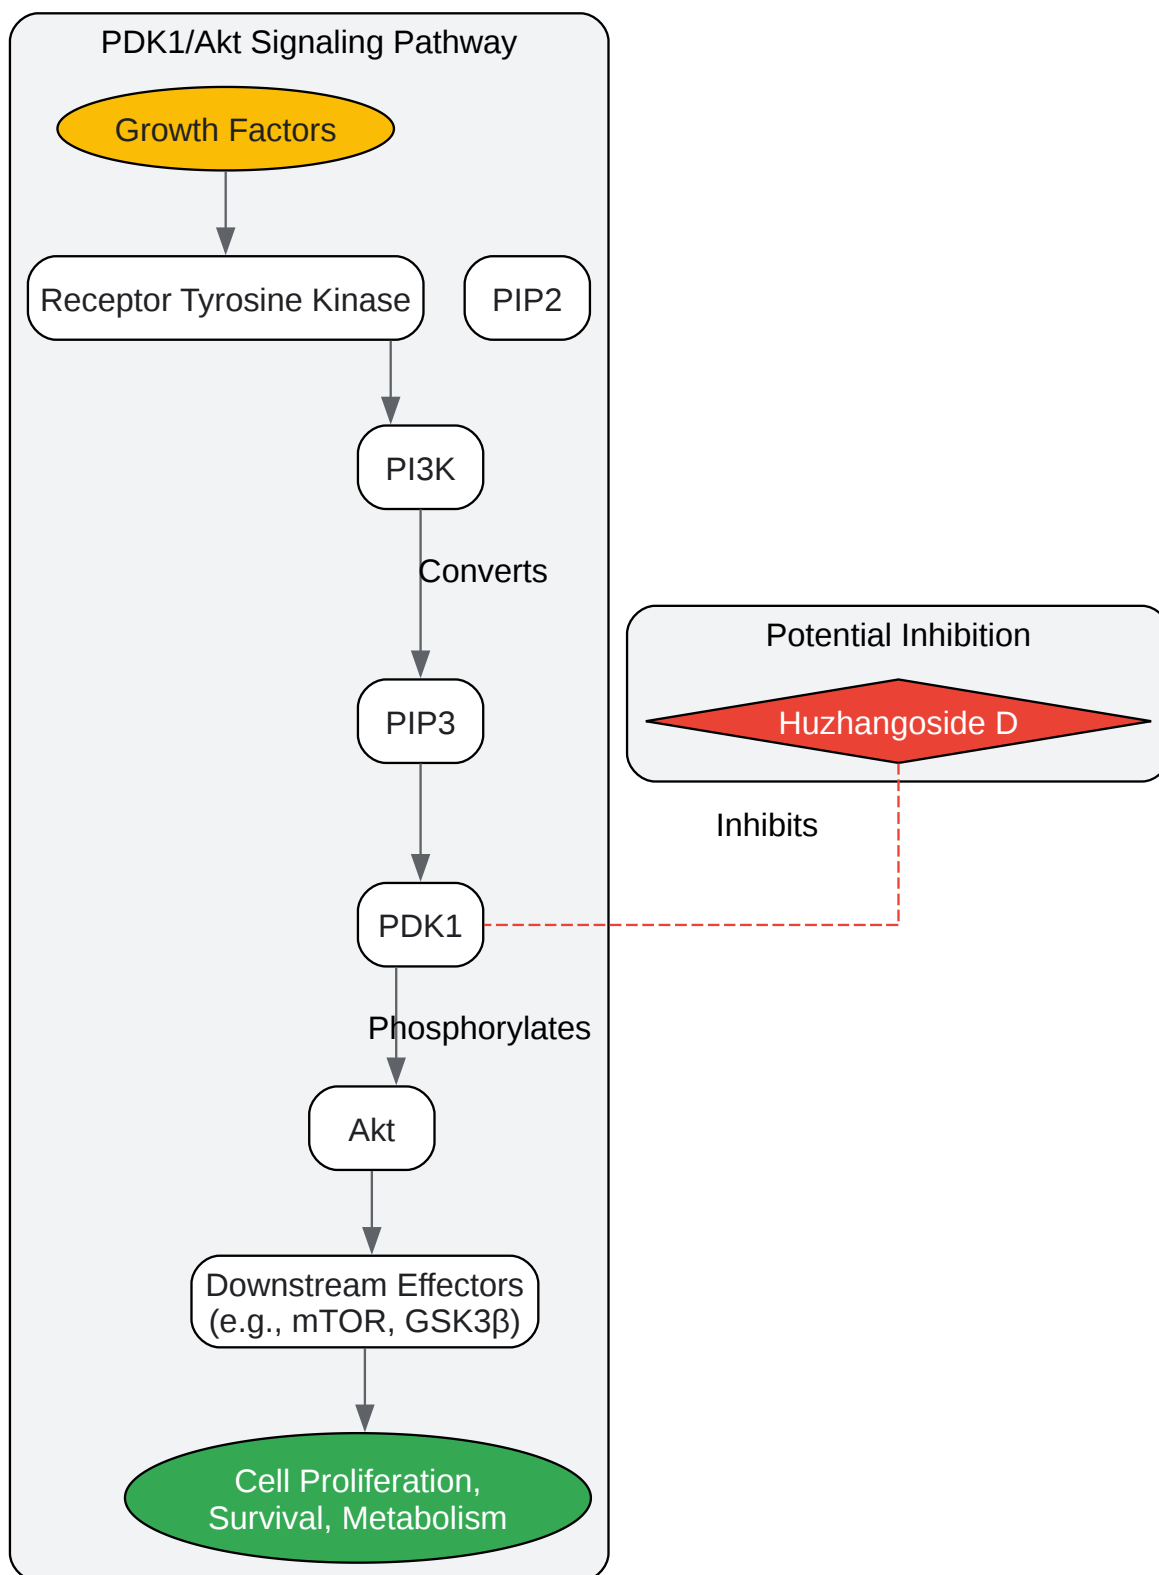 PDK1/Akt Signaling Pathway
Growth Factors
Receptor Tyrosine Kinase
PIP2
PI3K
Converts
Potential Inhibition
PIP3
Huzhangoside D
Inhibits
PDK1
Phosphorylates
Akt
Downstream Effectors
(e.g., mTOR, GSK3β)
Cell Proliferation,
Survival, Metabolism